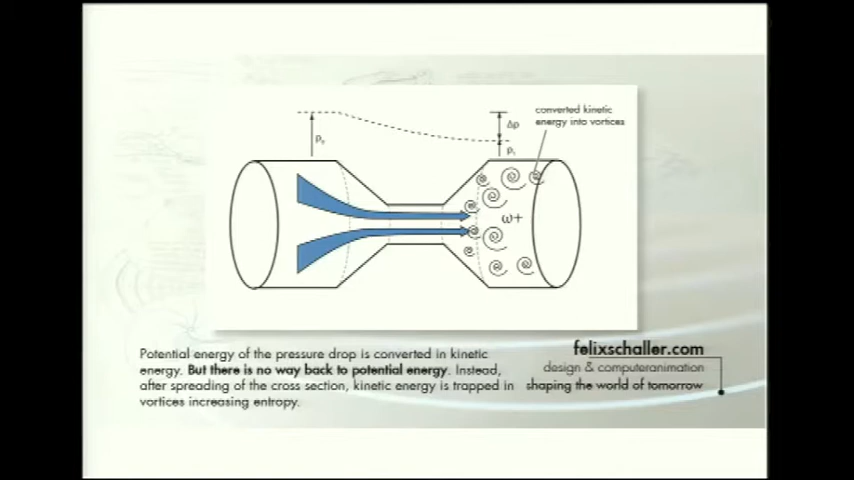 converted kinetic
energy into vortices
Δp
p₀
p₁
ω+
Potential energy of the pressure drop is converted in kinetic
energy. But there is no way back to potential energy. Instead,
after spreading of the cross section, kinetic energy is trapped in
vortices increasing entropy.
felixschaller.com
design & computeranimation
shaping the world of tomorrow